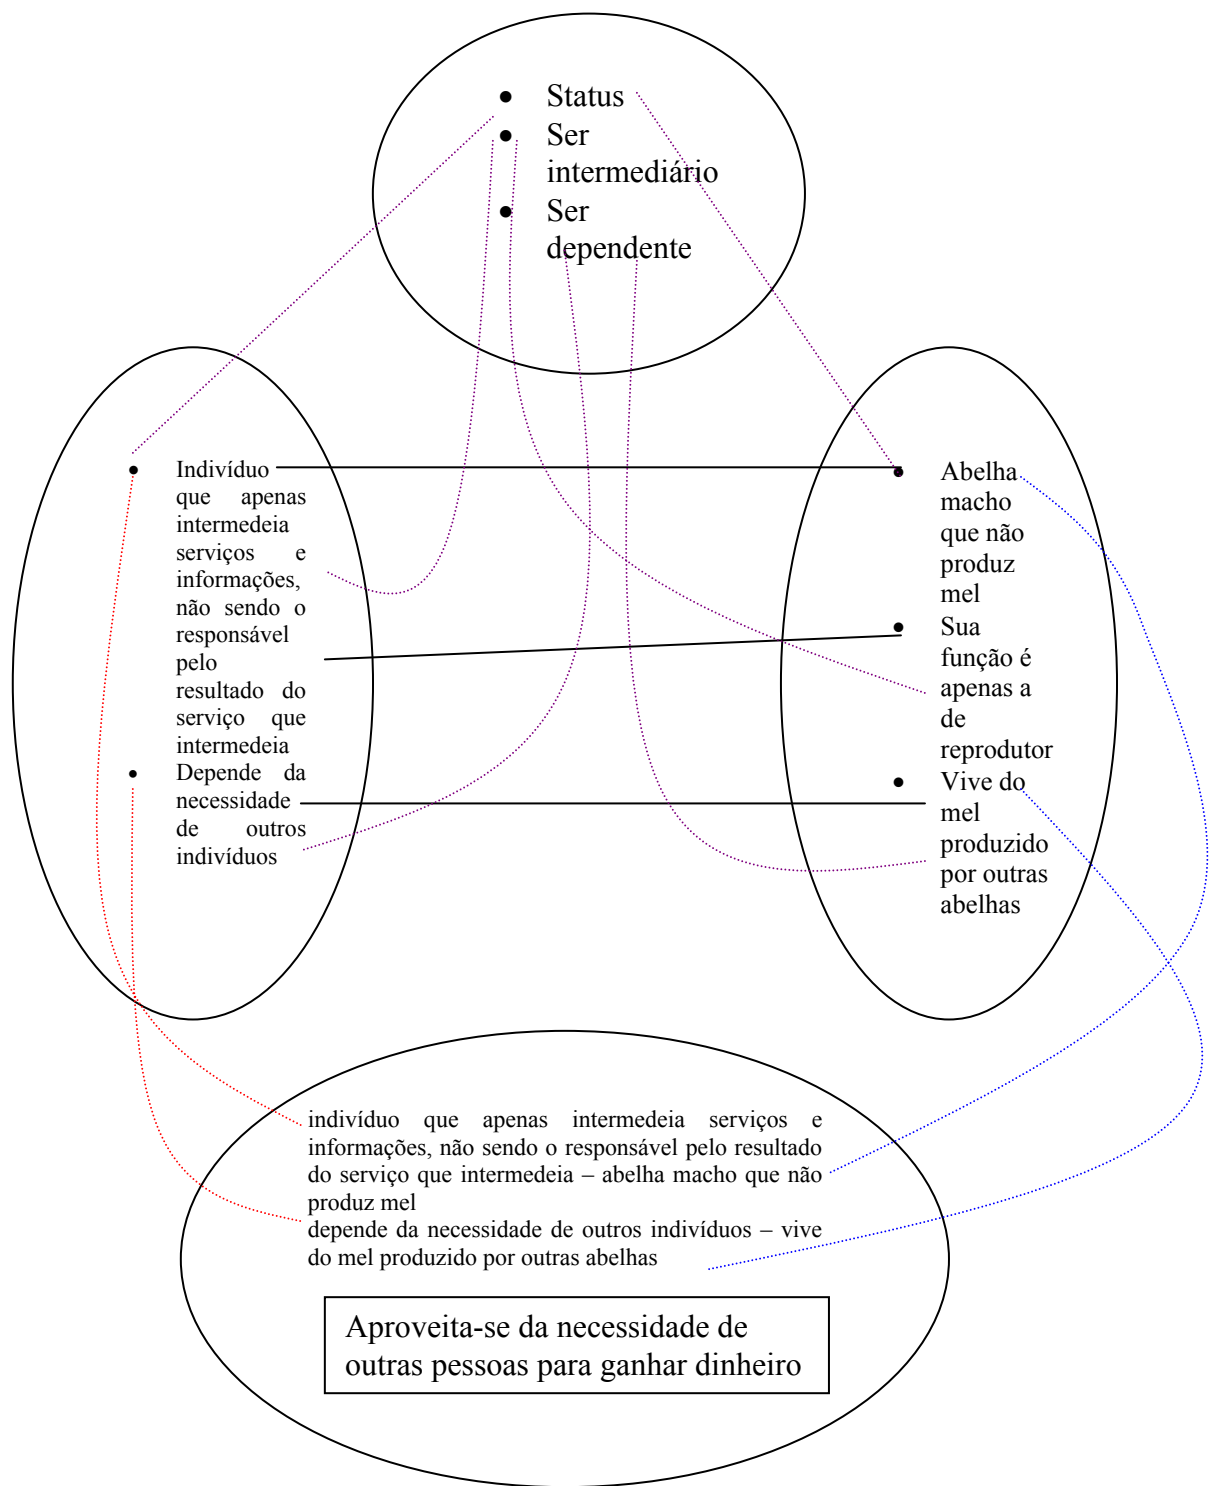 • Status
• Ser
intermediário
• Ser
dependente
• Indivíduo
que apenas
intermedeia
serviços e
informações,
não sendo o
responsável
pelo
resultado do
serviço que
intermedeia
• Depende da
necessidade
de outros
indivíduos
• Abelha
macho
que não
produz
mel
• Sua
função é
apenas a
de
reprodutor
• Vive do
mel
produzido
por outras
abelhas
indivíduo que apenas intermedeia serviços e
informações, não sendo o responsável pelo resultado
do serviço que intermedeia – abelha macho que não
produz mel
depende da necessidade de outros indivíduos – vive
do mel produzido por outras abelhas
Aproveita-se da necessidade de
outras pessoas para ganhar dinheiro